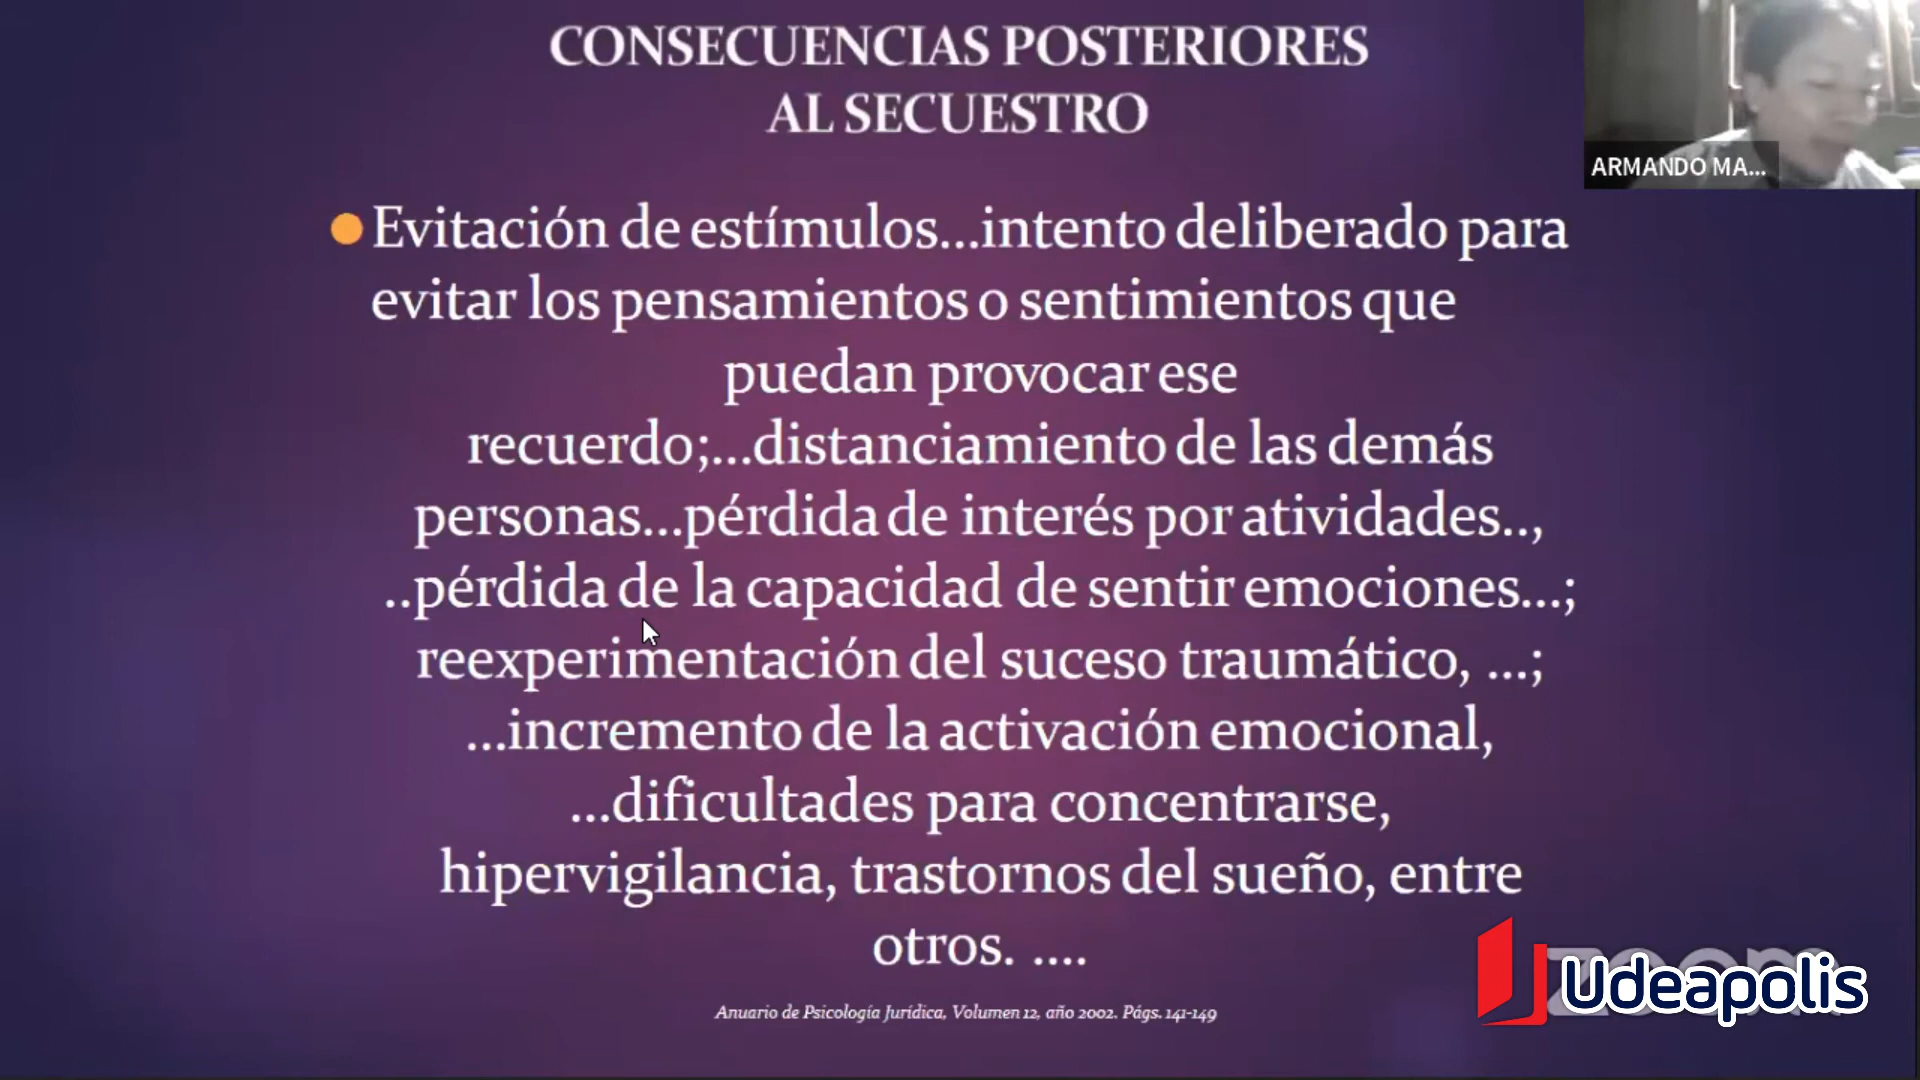 CONSECUENCIAS POSTERIORES
AL SECUESTRO
ARMANDO MA...
Evitación de estímulos...intento deliberado para
evitar los pensamientos o sentimientos que
puedan provocar ese
recuerdo;...distanciamiento de las demás
personas...pérdida de interés por atividades..,
..pérdida de la capacidad de sentir emociones...;
reexperimentación del suceso traumático, ...;
...incremento de la activación emocional,
...dificultades para concentrarse,
hipervigilancia, trastornos del sueño, entre
otros. ....
Anuario de Psicología Jurídica, Volumen 12, año 2002. Págs. 141-149
zoom
Udeapolis